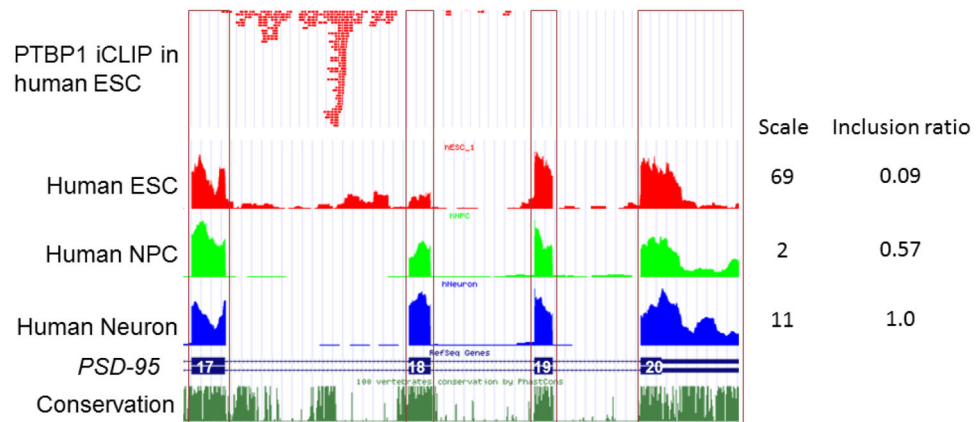 PTBP1 iCLIP in
human ESC
Scale Inclusion ratio
hESC_1
Human ESC 69 0.09
hNPC
Human NPC 2 0.57
hNeuron
Human Neuron 11 1.0
RefSeq Genes
PSD-95 17 18 19 20
100 vertebrates conservation by PhastCons
Conservation